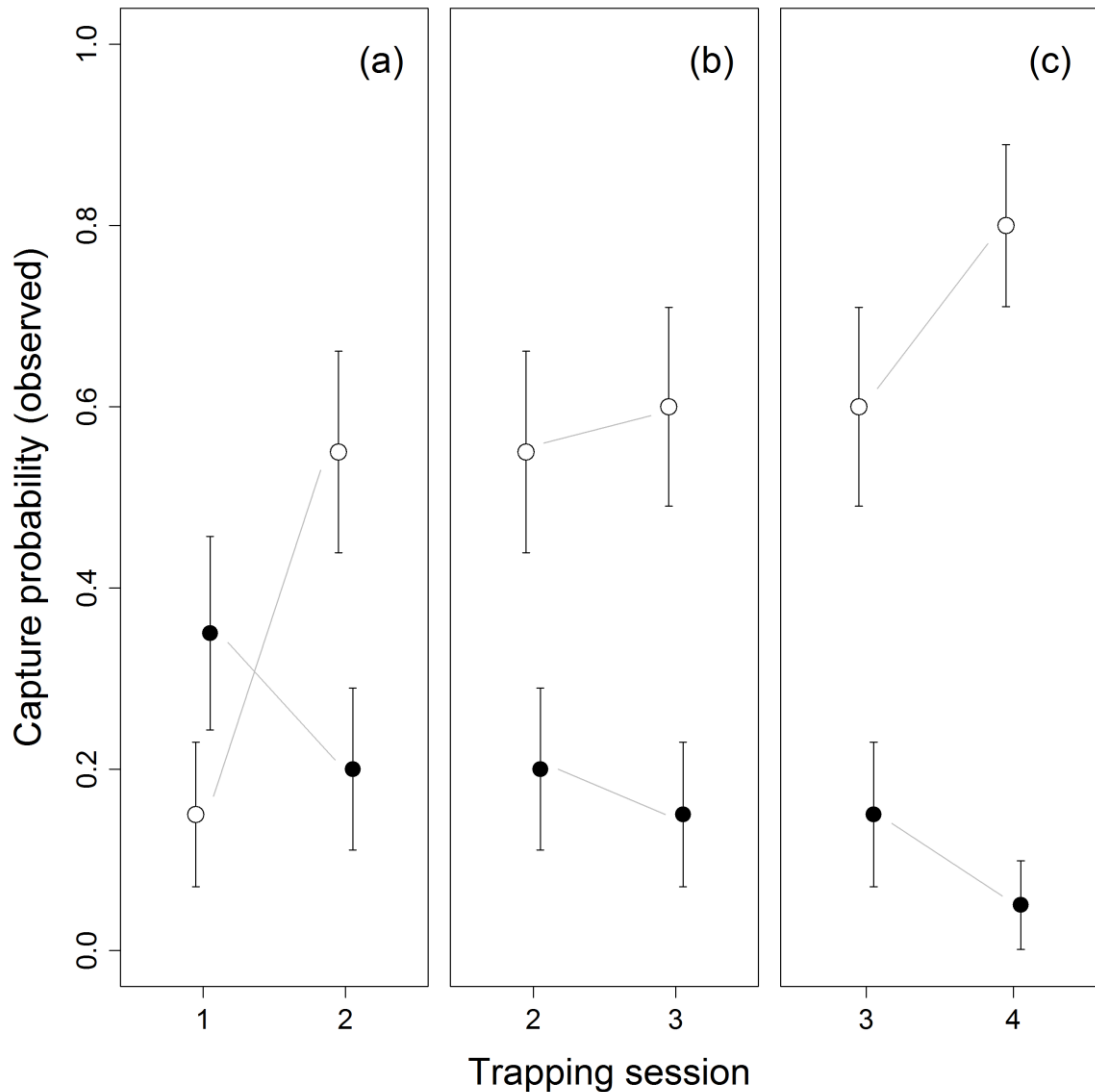 (a)
(b)
(c)
Capture probability (observed)
1.0
0.8
0.6
0.4
0.2
0.0
1 2 2 3 3 4
Trapping session